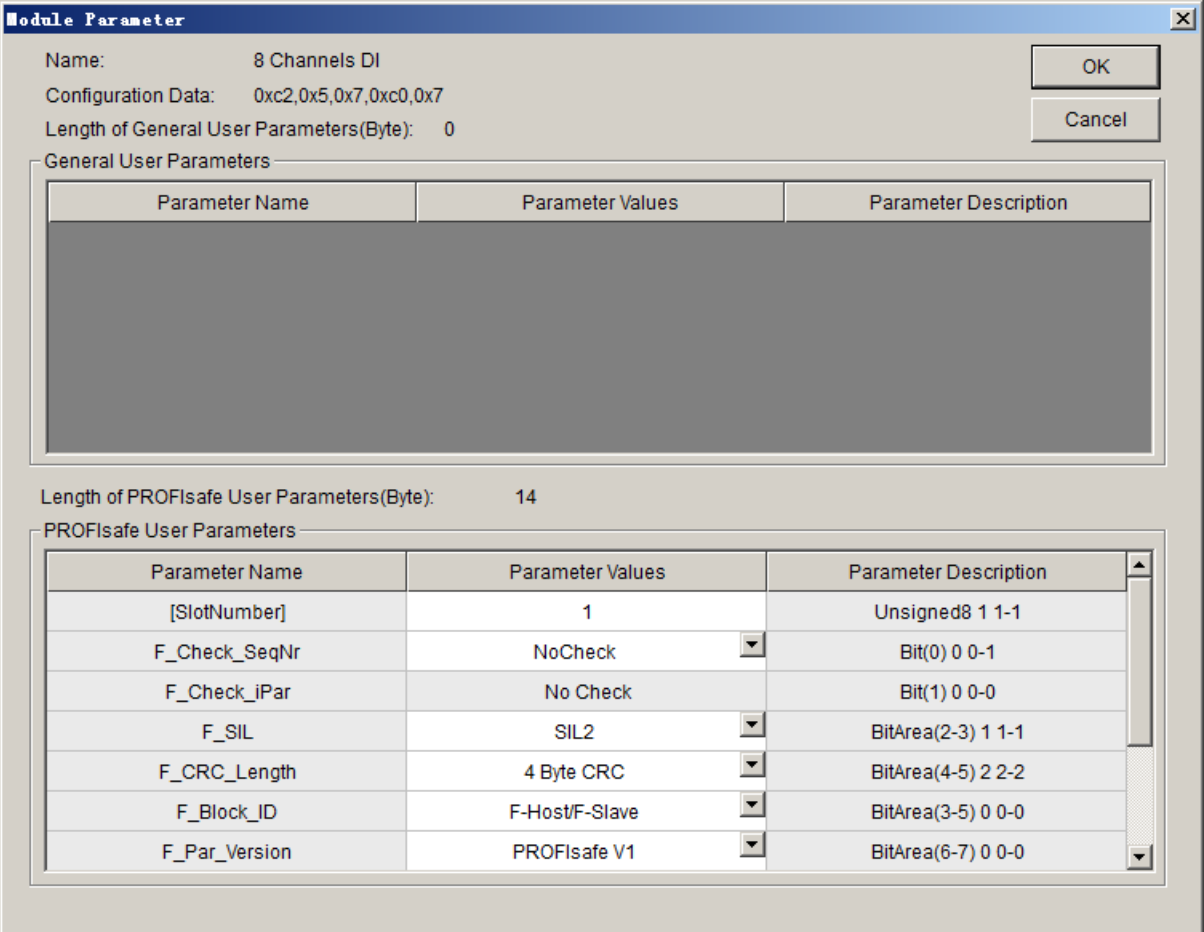 Module Parameter
Name: 8 Channels DI
OK
Configuration Data: 0xc2,0x5,0x7,0xc0,0x7
Cancel
Length of General User Parameters(Byte): 0
General User Parameters
Parameter Name Parameter Values Parameter Description
Length of PROFIsafe User Parameters(Byte): 14
PROFIsafe User Parameters
Parameter Name Parameter Values Parameter Description
[SlotNumber] 1 Unsigned8 1 1-1
F_Check_SeqNr NoCheck Bit(0) 0 0-1
F_Check_iPar No Check Bit(1) 0 0-0
F_SIL SIL2 BitArea(2-3) 1 1-1
F_CRC_Length 4 Byte CRC BitArea(4-5) 2 2-2
F_Block_ID F-Host/F-Slave BitArea(3-5) 0 0-0
F_Par_Version PROFIsafe V1 BitArea(6-7) 0 0-0